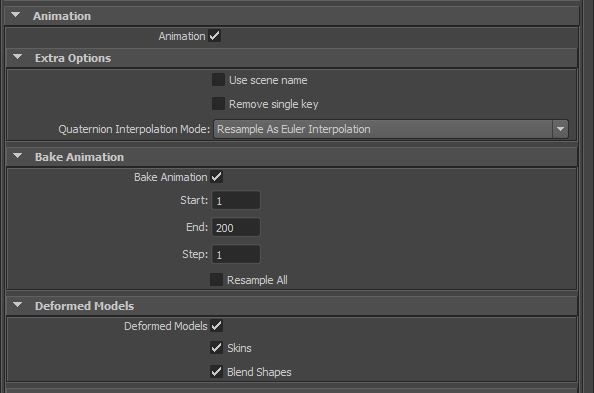 Animation
Animation
Extra Options
Use scene name
Remove single key
Quaternion Interpolation Mode: Resample As Euler Interpolation
Bake Animation
Bake Animation
Start: 1
End: 200
Step: 1
Resample All
Deformed Models
Deformed Models
Skins
Blend Shapes